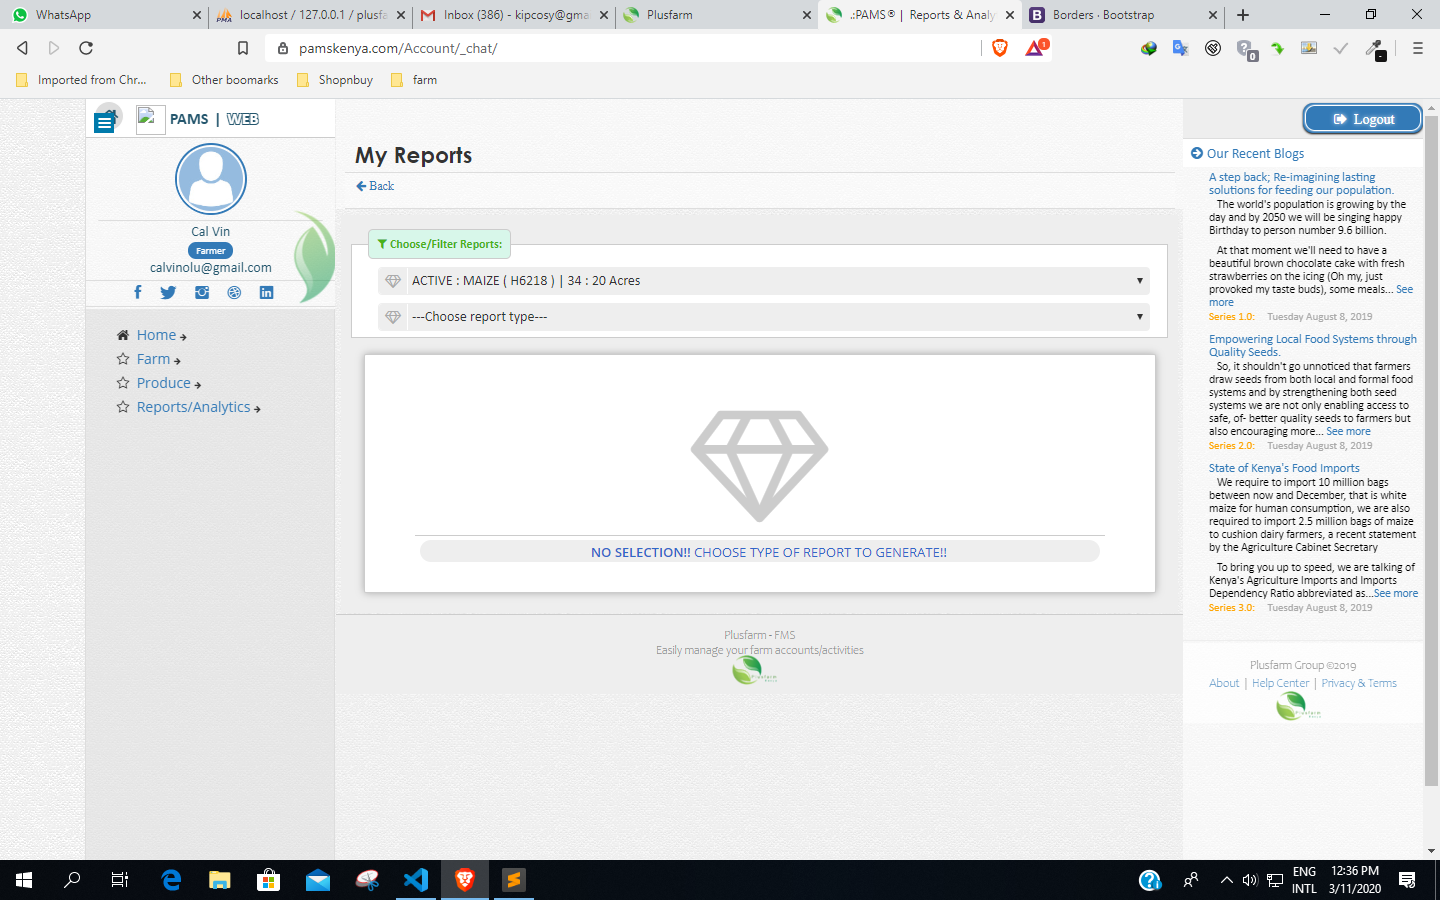 WhatsApp
localhost / 127.0.0.1 / plusfa
Inbox (386) - kipcosy@gma
Plusfarm
.:PAMS® | Reports & Analy
Borders · Bootstrap
pamskenya.com/Account/_chat/
1
0
Imported from Chr...
Other boomarks
Shopnbuy
farm
PAMS | WEB
Cal Vin
Farmer
calvinolu@gmail.com
Home
Farm
Produce
Reports/Analytics
My Reports
Back
Choose/Filter Reports:
ACTIVE : MAIZE ( H6218 ) | 34 : 20 Acres
---Choose report type---
NO SELECTION!! CHOOSE TYPE OF REPORT TO GENERATE!!
Plusfarm - FMS
Easily manage your farm accounts/activities
Logout
Our Recent Blogs
A step back; Re-imagining lasting
solutions for feeding our population.
The world's population is growing by the
day and by 2050 we will be singing happy
Birthday to person number 9.6 billion.
At that moment we'll need to have a
beautiful brown chocolate cake with fresh
strawberries on the icing (Oh my, just
provoked my taste buds), some meals... See
more
Series 1.0: Tuesday August 8, 2019
Empowering Local Food Systems through
Quality Seeds.
So, it shouldn't go unnoticed that farmers
draw seeds from both local and formal food
systems and by strengthening both seed
systems we are not only enabling access to
safe, of- better quality seeds to farmers but
also encouraging more... See more
Series 2.0: Tuesday August 8, 2019
State of Kenya's Food Imports
We require to import 10 million bags
between now and December, that is white
maize for human consumption, we are also
required to import 2.5 million bags of maize
to cushion dairy farmers, a recent statement
by the Agriculture Cabinet Secretary
To bring you up to speed, we are talking of
Kenya's Agriculture Imports and Imports
Dependency Ratio abbreviated as...See more
Series 3.0: Tuesday August 8, 2019
Plusfarm Group ©2019
About | Help Center | Privacy & Terms
ENG
INTL
12:36 PM
3/11/2020